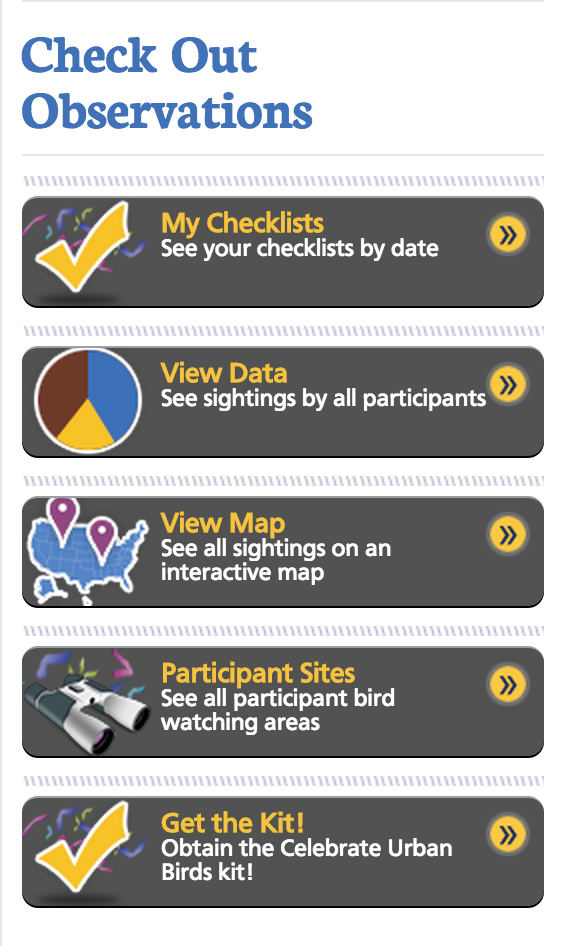 Check Out
Observations
My Checklists
See your checklists by date
View Data
See sightings by all participants
View Map
See all sightings on an
interactive map
Participant Sites
See all participant bird
watching areas
Get the Kit!
Obtain the Celebrate Urban
Birds kit!